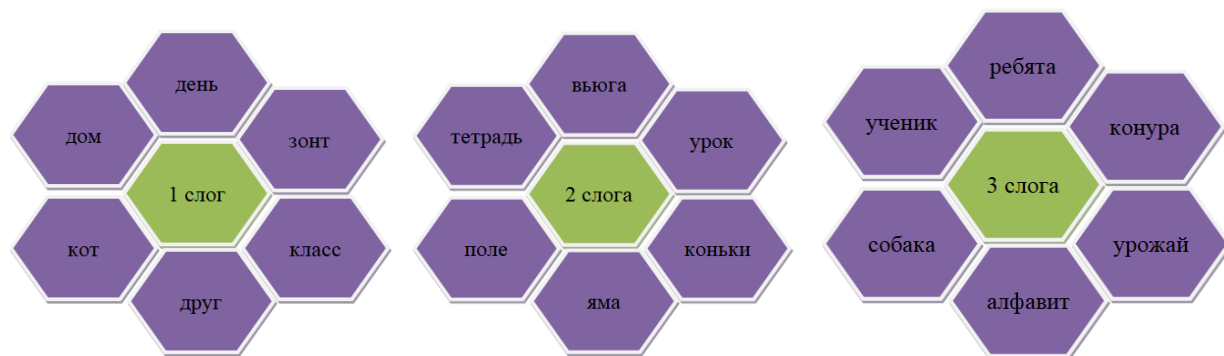 день
дом
зонт
1 слог
кот
класс
друг
вьюга
тетрадь
урок
2 слога
поле
коньки
яма
ребята
ученик
конура
3 слога
собака
урожай
алфавит